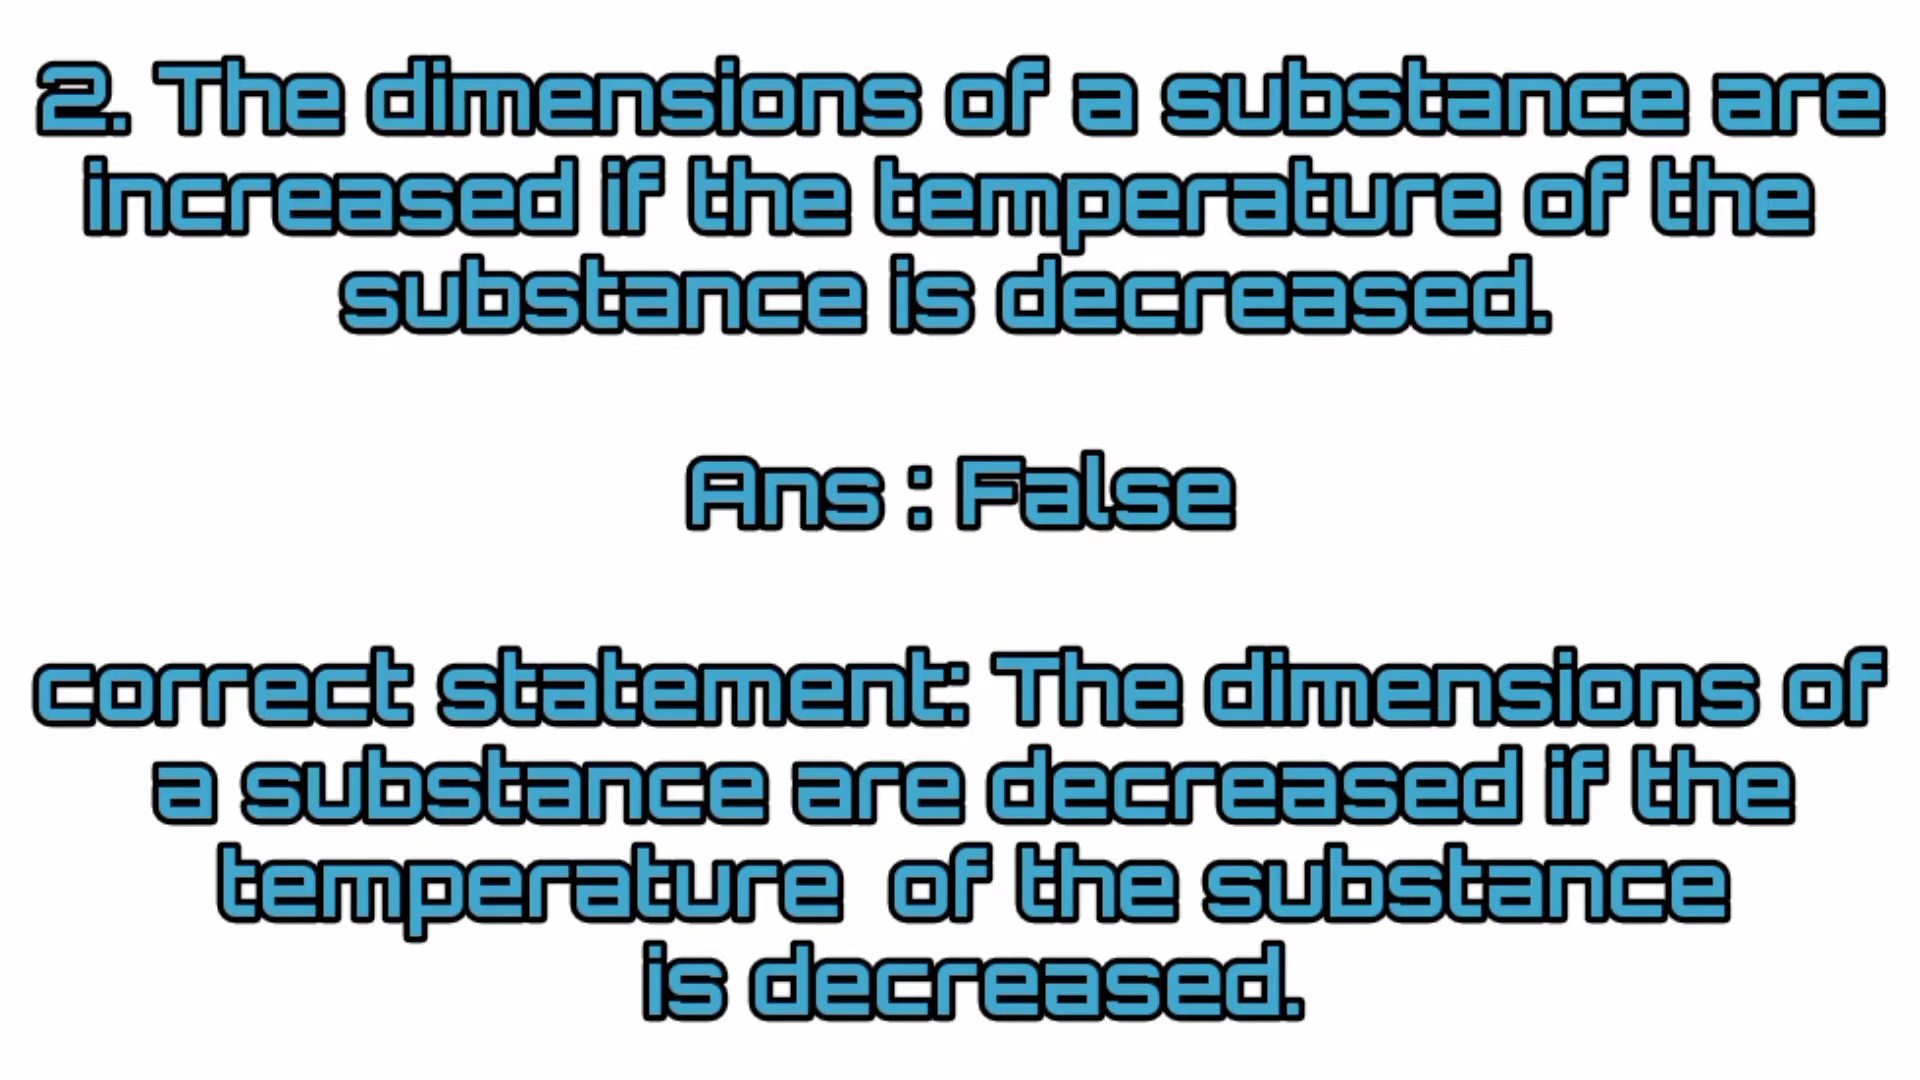 2. The dimensions of a substance are
increased if the temperature of the
substance is decreased.
Ans : False
correct statement: The dimensions of
a substance are decreased if the
temperature  of the substance
is decreased.